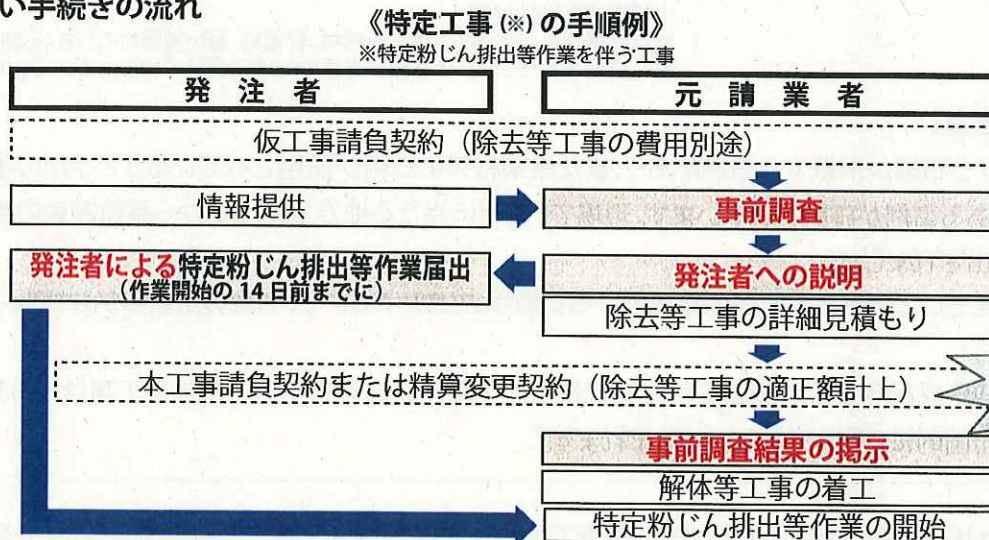 い手続きの流れ
《特定工事(※)の手順例》
※特定粉じん排出等作業を伴う工事
発注者
元請業者
仮工事請負契約（除去等工事の費用別途）
情報提供
事前調査
発注者による特定粉じん排出等作業届出
（作業開始の14日前までに）
発注者への説明
除去等工事の詳細見積もり
本工事請負契約または精算変更契約（除去等工事の適正額計上）
事前調査結果の掲示
解体等工事の着工
特定粉じん排出等作業の開始